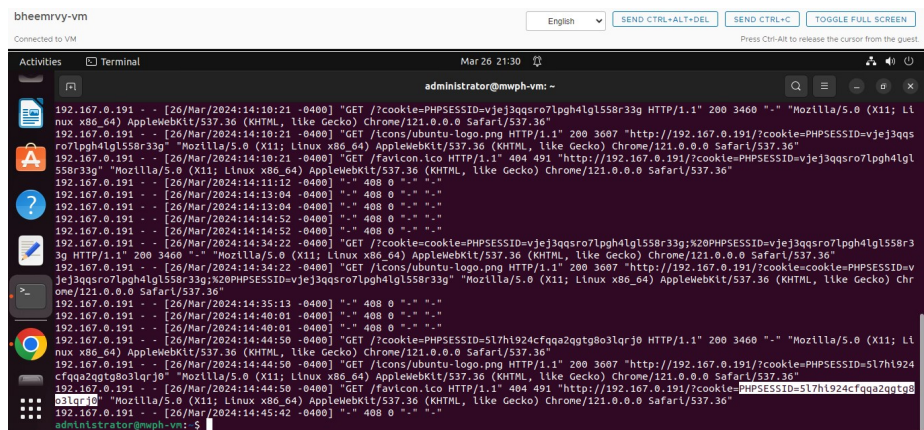 bheemrvy-vm
English
SEND CTRL+ALT+DEL
SEND CTRL+C
TOGGLE FULL SCREEN
Connected to VM
Press Ctrl-Alt to release the cursor from the guest.
Activities
Terminal
Mar 26 21:30
administrator@mwph-vm: ~
192.167.0.191 - - [26/Mar/2024:14:10:21 -0400] "GET /?cookie=PHPSESSID=vjej3qqsro7lpgh4lgl558r33g HTTP/1.1" 200 3460 "-" "Mozilla/5.0 (X11; Li
nux x86_64) AppleWebKit/537.36 (KHTML, like Gecko) Chrome/121.0.0.0 Safari/537.36"
192.167.0.191 - - [26/Mar/2024:14:10:21 -0400] "GET /icons/ubuntu-logo.png HTTP/1.1" 200 3607 "http://192.167.0.191/?cookie=PHPSESSID=vjej3qqs
ro7lpgh4lgl558r33g" "Mozilla/5.0 (X11; Linux x86_64) AppleWebKit/537.36 (KHTML, like Gecko) Chrome/121.0.0.0 Safari/537.36"
192.167.0.191 - - [26/Mar/2024:14:10:21 -0400] "GET /favicon.ico HTTP/1.1" 404 491 "http://192.167.0.191/?cookie=PHPSESSID=vjej3qqsro7lpgh4lgl
558r33g" "Mozilla/5.0 (X11; Linux x86_64) AppleWebKit/537.36 (KHTML, like Gecko) Chrome/121.0.0.0 Safari/537.36"
192.167.0.191 - - [26/Mar/2024:14:11:12 -0400] "-" 408 0 "-" "-"
192.167.0.191 - - [26/Mar/2024:14:13:04 -0400] "-" 408 0 "-" "-"
192.167.0.191 - - [26/Mar/2024:14:13:04 -0400] "-" 408 0 "-" "-"
192.167.0.191 - - [26/Mar/2024:14:14:52 -0400] "-" 408 0 "-" "-"
192.167.0.191 - - [26/Mar/2024:14:14:52 -0400] "-" 408 0 "-" "-"
192.167.0.191 - - [26/Mar/2024:14:34:22 -0400] "GET /?cookie=cookie=PHPSESSID=vjej3qqsro7lpgh4lgl558r33g;%20PHPSESSID=vjej3qqsro7lpgh4lgl558r3
3g HTTP/1.1" 200 3460 "-" "Mozilla/5.0 (X11; Linux x86_64) AppleWebKit/537.36 (KHTML, like Gecko) Chrome/121.0.0.0 Safari/537.36"
192.167.0.191 - - [26/Mar/2024:14:34:22 -0400] "GET /icons/ubuntu-logo.png HTTP/1.1" 200 3607 "http://192.167.0.191/?cookie=cookie=PHPSESSID=v
jej3qqsro7lpgh4lgl558r33g;%20PHPSESSID=vjej3qqsro7lpgh4lgl558r33g" "Mozilla/5.0 (X11; Linux x86_64) AppleWebKit/537.36 (KHTML, like Gecko) Chr
ome/121.0.0.0 Safari/537.36"
192.167.0.191 - - [26/Mar/2024:14:35:13 -0400] "-" 408 0 "-" "-"
192.167.0.191 - - [26/Mar/2024:14:40:01 -0400] "-" 408 0 "-" "-"
192.167.0.191 - - [26/Mar/2024:14:40:01 -0400] "-" 408 0 "-" "-"
192.167.0.191 - - [26/Mar/2024:14:44:50 -0400] "GET /?cookie=PHPSESSID=5l7hi924cfqqa2qgtg8o3lqrj0 HTTP/1.1" 200 3460 "-" "Mozilla/5.0 (X11; Li
nux x86_64) AppleWebKit/537.36 (KHTML, like Gecko) Chrome/121.0.0.0 Safari/537.36"
192.167.0.191 - - [26/Mar/2024:14:44:50 -0400] "GET /icons/ubuntu-logo.png HTTP/1.1" 200 3607 "http://192.167.0.191/?cookie=PHPSESSID=5l7hi924
cfqqa2qgtg8o3lqrj0" "Mozilla/5.0 (X11; Linux x86_64) AppleWebKit/537.36 (KHTML, like Gecko) Chrome/121.0.0.0 Safari/537.36"
192.167.0.191 - - [26/Mar/2024:14:44:50 -0400] "GET /favicon.ico HTTP/1.1" 404 491 "http://192.167.0.191/?cookie=PHPSESSID=5l7hi924cfqqa2qgtg8
o3lqrj0" "Mozilla/5.0 (X11; Linux x86_64) AppleWebKit/537.36 (KHTML, like Gecko) Chrome/121.0.0.0 Safari/537.36"
192.167.0.191 - - [26/Mar/2024:14:45:42 -0400] "-" 408 0 "-" "-"
administrator@mwph-vm:~$